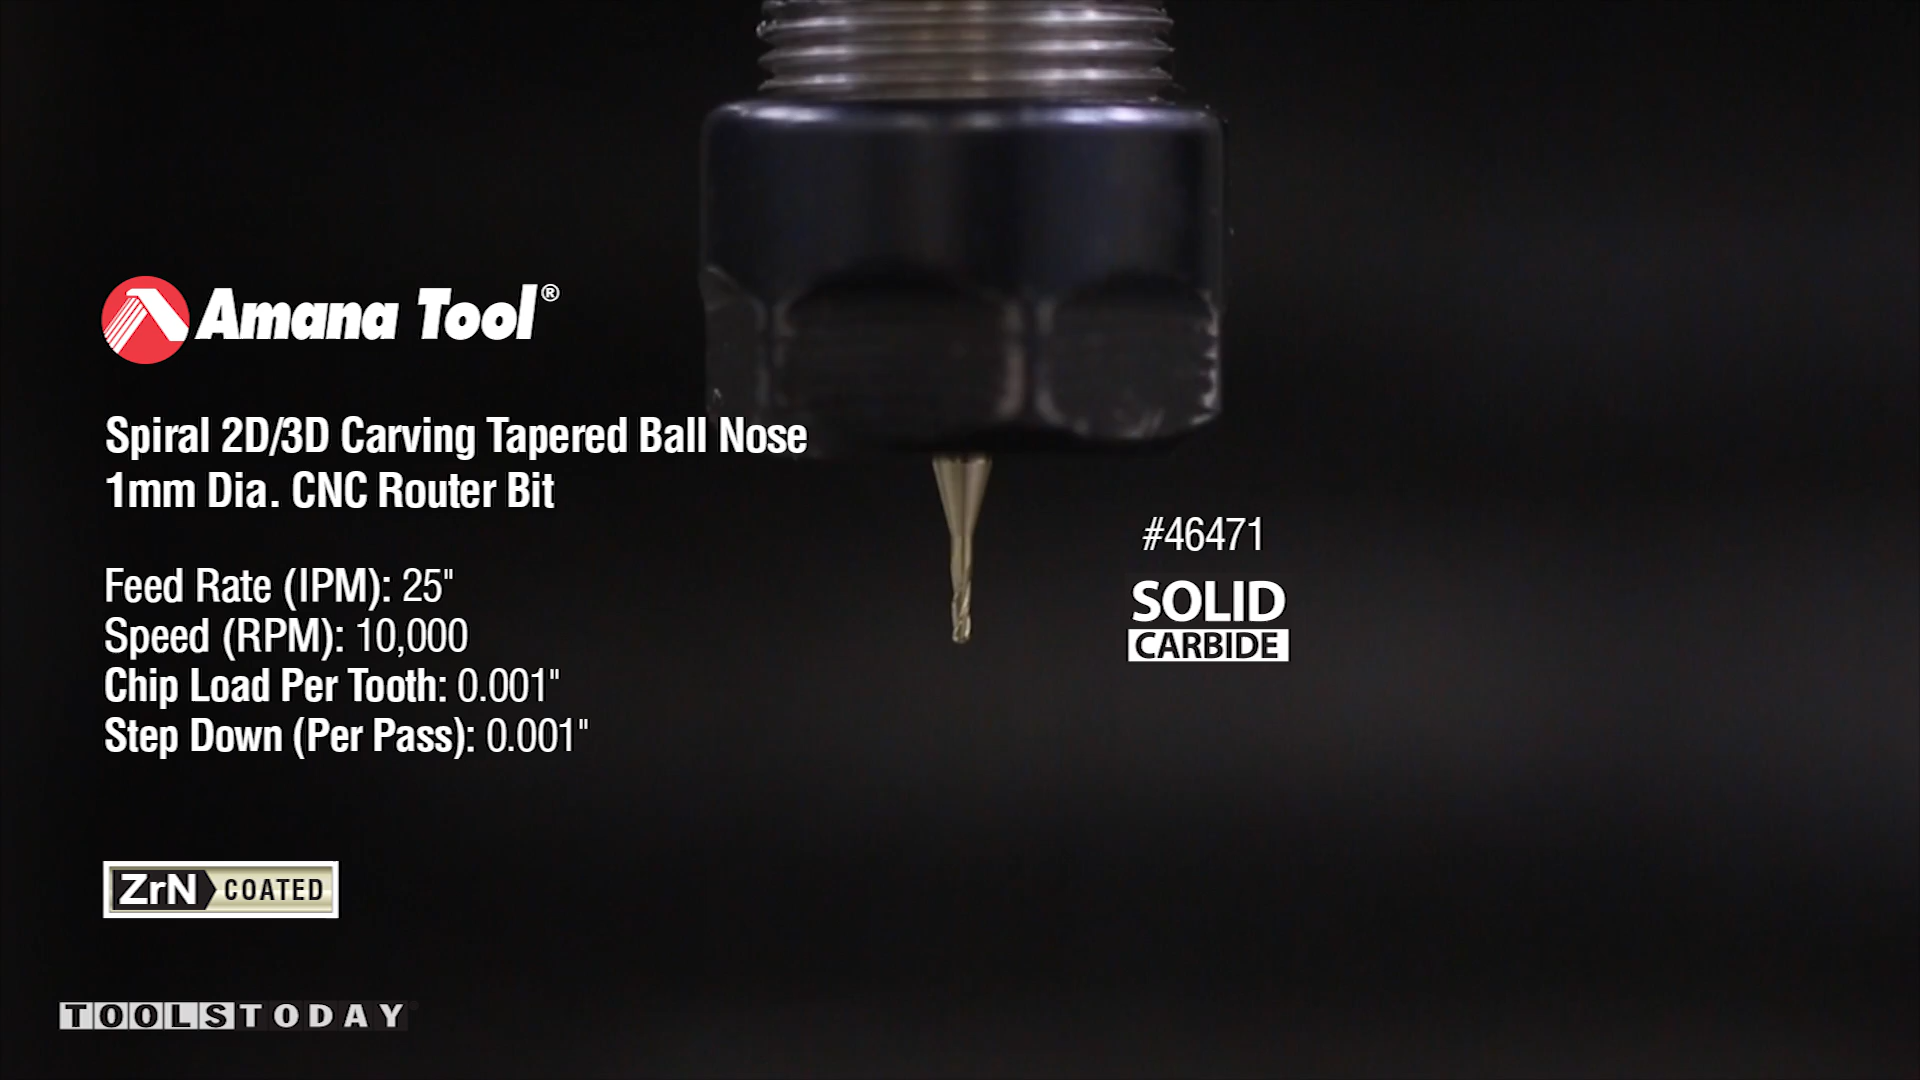 Amana Tool®
Spiral 2D/3D Carving Tapered Ball Nose
1mm Dia. CNC Router Bit
Feed Rate (IPM): 25"
Speed (RPM): 10,000
Chip Load Per Tooth: 0.001"
Step Down (Per Pass): 0.001"
#46471
SOLID
CARBIDE
ZrN COATED
TOOLSTODAY